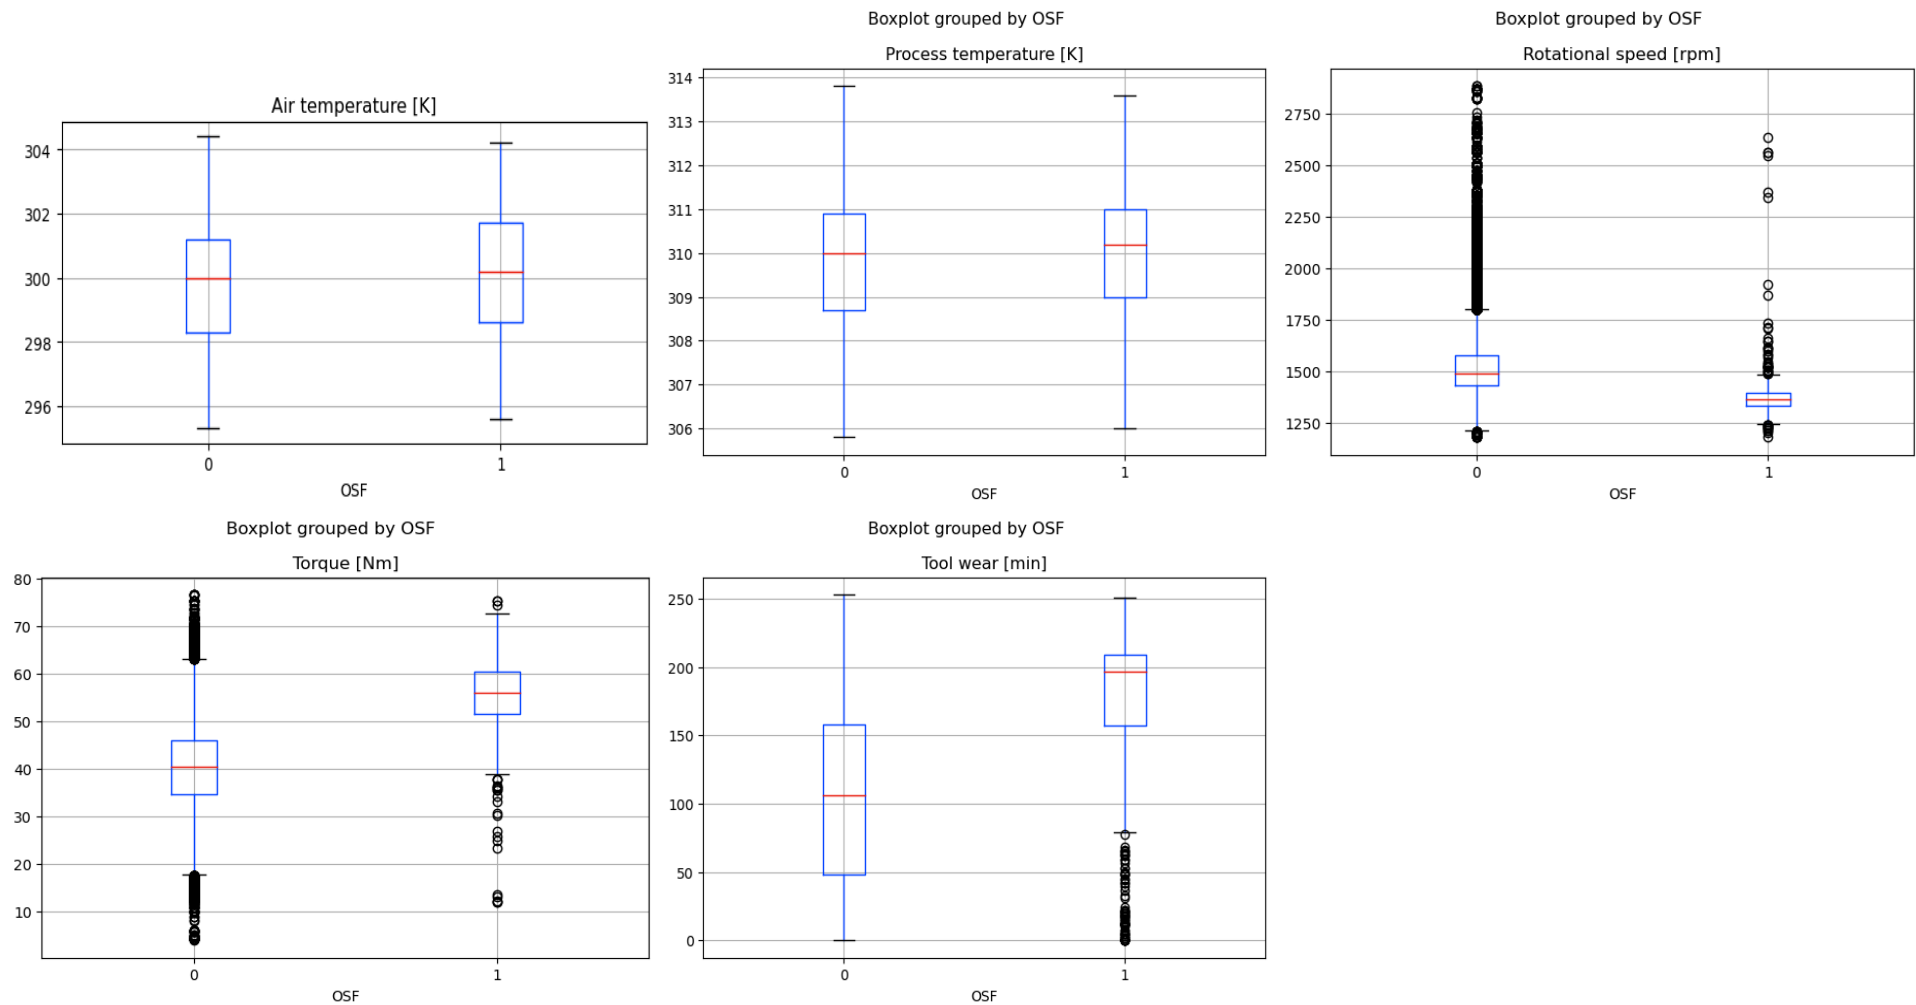 Air temperature [K]
304
302
300
298
296
0 1
OSF
Boxplot grouped by OSF
Process temperature [K]
314
313
312
311
310
309
308
307
306
0 1
OSF
Boxplot grouped by OSF
Rotational speed [rpm]
2750
2500
2250
2000
1750
1500
1250
0 1
OSF
Boxplot grouped by OSF
Torque [Nm]
80
70
60
50
40
30
20
10
0 1
OSF
Boxplot grouped by OSF
Tool wear [min]
250
200
150
100
50
0
0 1
OSF